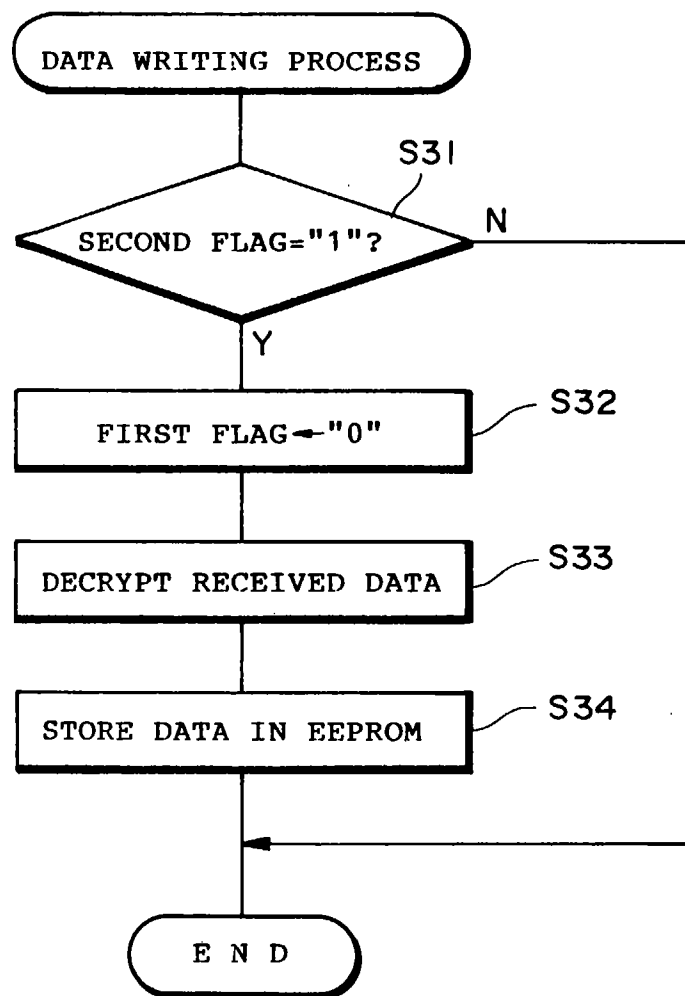 DATA WRITING PROCESS
S31
SECOND FLAG="1"?
N
Y
S32
FIRST FLAG←"0"
S33
DECRYPT RECEIVED DATA
S34
STORE DATA IN EEPROM
E N D